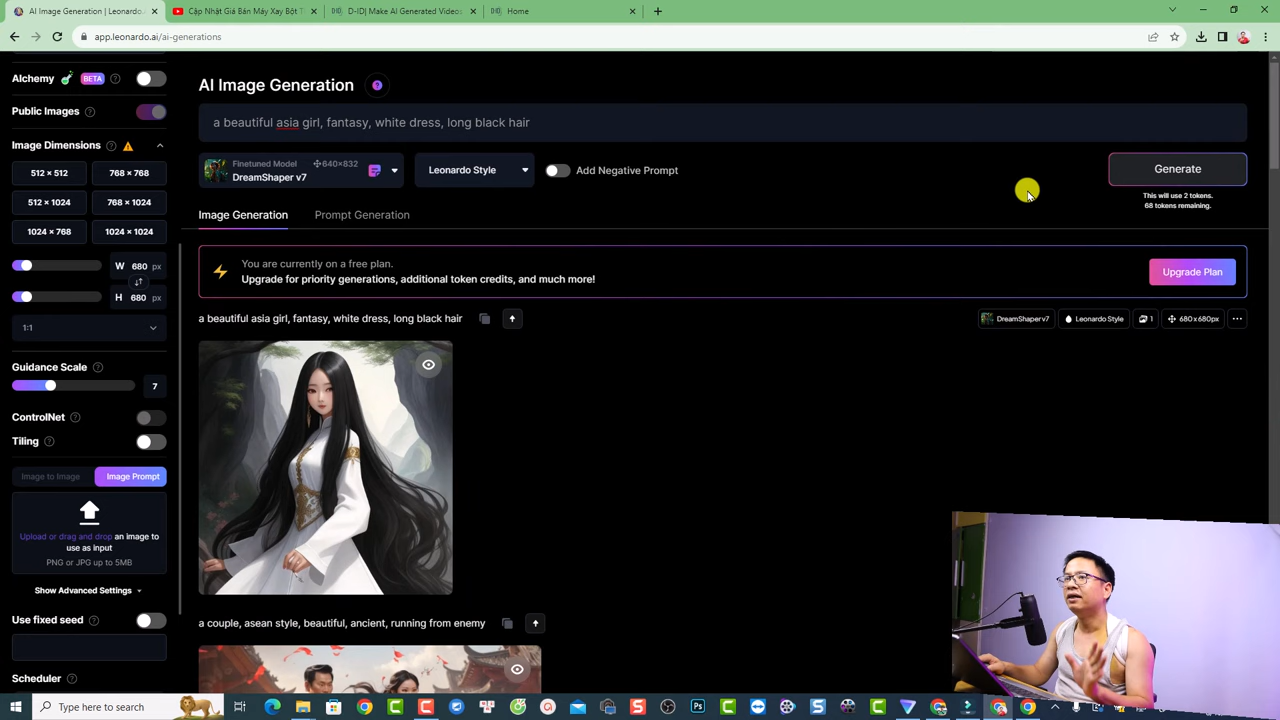 AI Image Generation | Leonardo.A
Cập Nhật Giá Bán Máy Xay Bột T
D-ID| Make AI Generated Videos
Home
app.leonardo.ai/ai-generations
Alchemy BETA
Public Images
Image Dimensions
512 × 512
768 × 768
512 × 1024
768 × 1024
1024 × 768
1024 × 1024
W 680 px
H 680 px
1:1
Guidance Scale
7
ControlNet
Tiling
Image to Image
Image Prompt
Upload or drag and drop an image to
use as input
PNG or JPG up to 5MB
Show Advanced Settings
Use fixed seed
Scheduler
AI Image Generation
a beautiful asia girl, fantasy, white dress, long black hair
Finetuned Model
640×832
DreamShaper v7
Leonardo Style
Add Negative Prompt
Generate
This will use 2 tokens.
68 tokens remaining.
Image Generation
Prompt Generation
You are currently on a free plan.
Upgrade for priority generations, additional token credits, and much more!
Upgrade Plan
a beautiful asia girl, fantasy, white dress, long black hair
DreamShaper v7
Leonardo Style
1
680 x 680px
a couple, asean style, beautiful, ancient, running from enemy
Type here to search